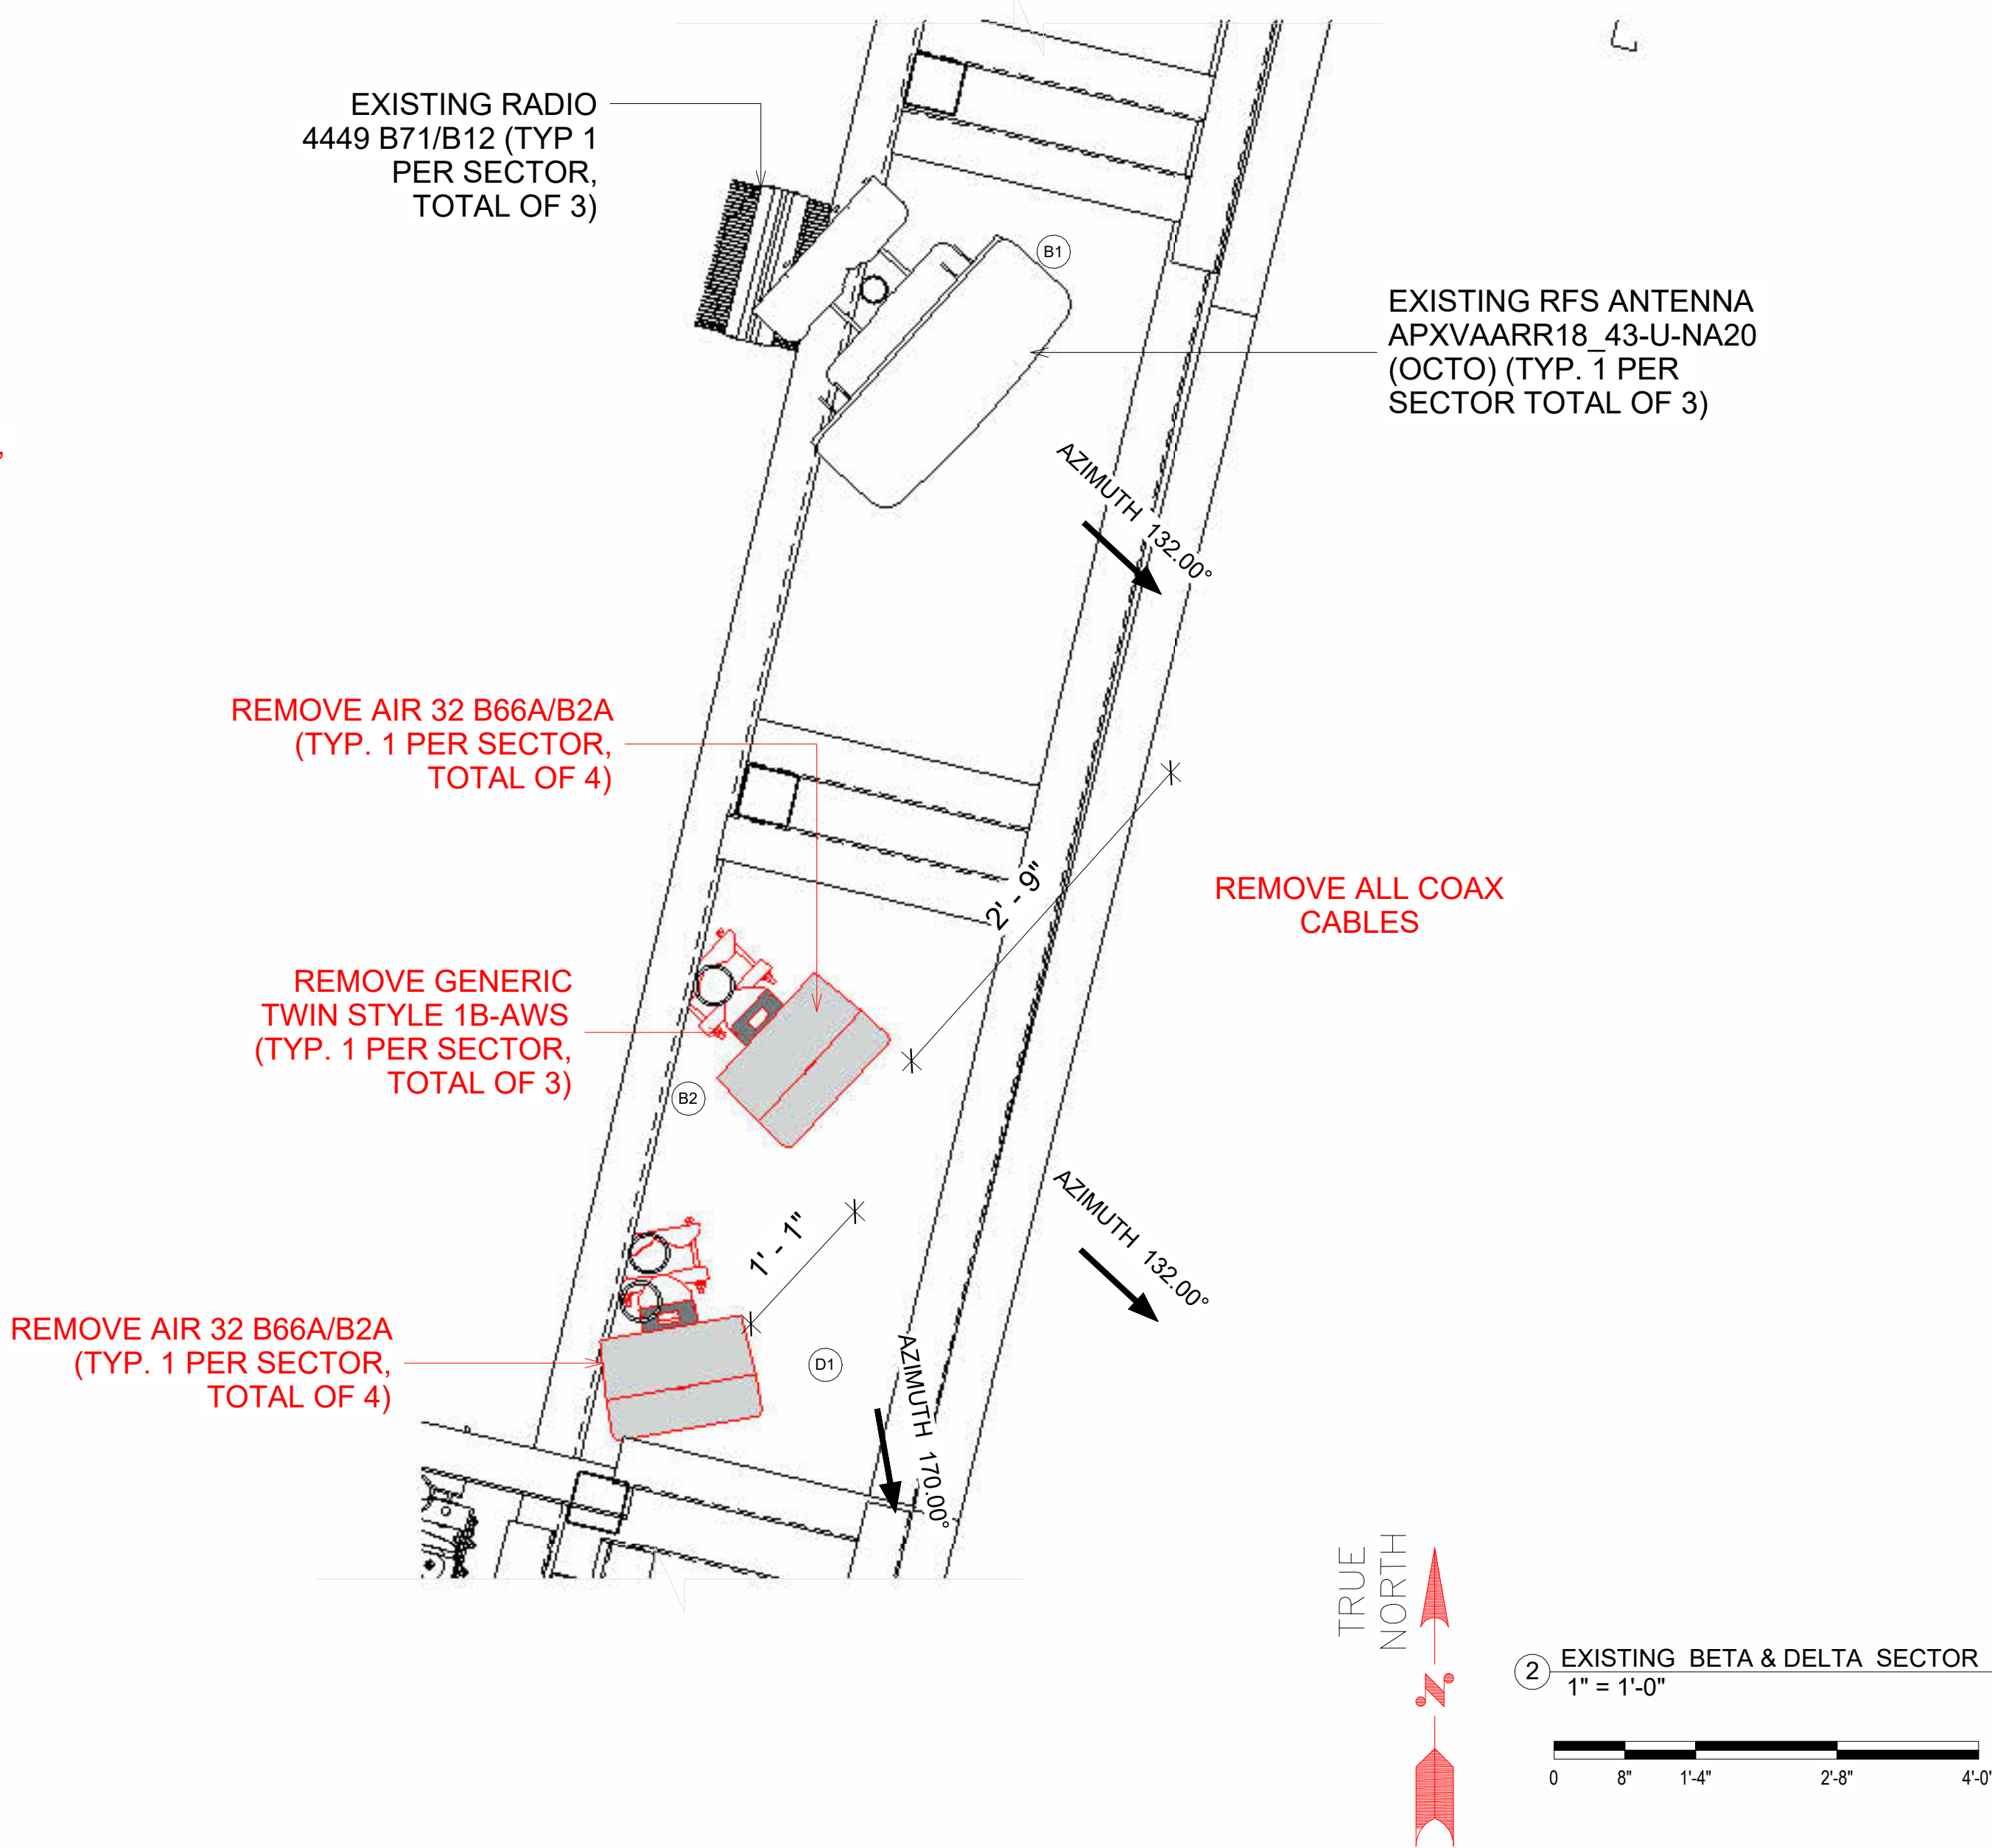 EXISTING RADIO
4449 B71/B12 (TYP 1
PER SECTOR,
TOTAL OF 3)
B1
EXISTING RFS ANTENNA
APXVAARR18_43-U-NA20
(OCTO) (TYP. 1 PER
SECTOR TOTAL OF 3)
AZIMUTH 132.00°
REMOVE AIR 32 B66A/B2A
(TYP. 1 PER SECTOR,
TOTAL OF 4)
2' - 9"
REMOVE ALL COAX
CABLES
REMOVE GENERIC
TWIN STYLE 1B-AWS
(TYP. 1 PER SECTOR,
TOTAL OF 3)
B2
AZIMUTH 132.00°
1' - 1"
REMOVE AIR 32 B66A/B2A
(TYP. 1 PER SECTOR,
TOTAL OF 4)
D1
AZIMUTH 170.00°
TRUE
NORTH
N
2
EXISTING BETA & DELTA SECTOR
1" = 1'-0"
0 8" 1'-4" 2'-8" 4'-0"